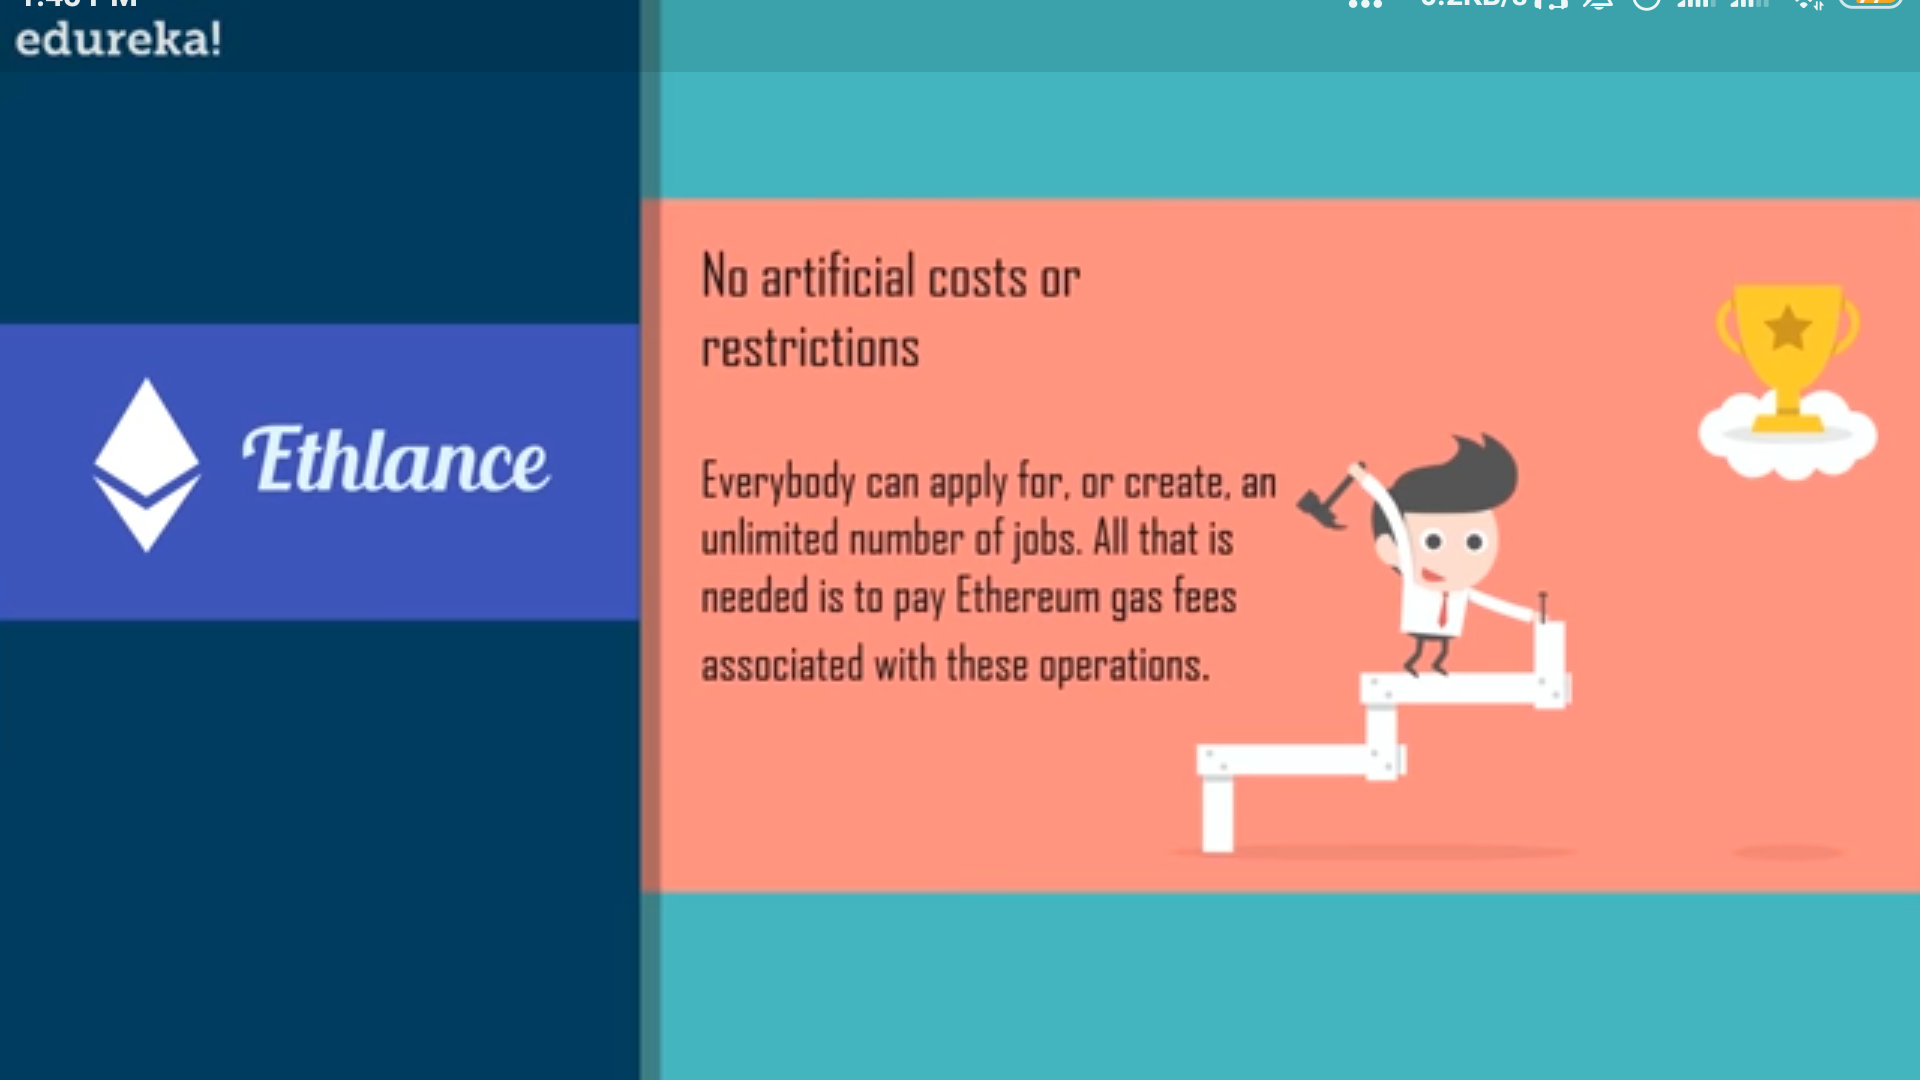 edureka!
Ethlance
No artificial costs or
restrictions
Everybody can apply for, or create, an
unlimited number of jobs. All that is
needed is to pay Ethereum gas fees
associated with these operations.